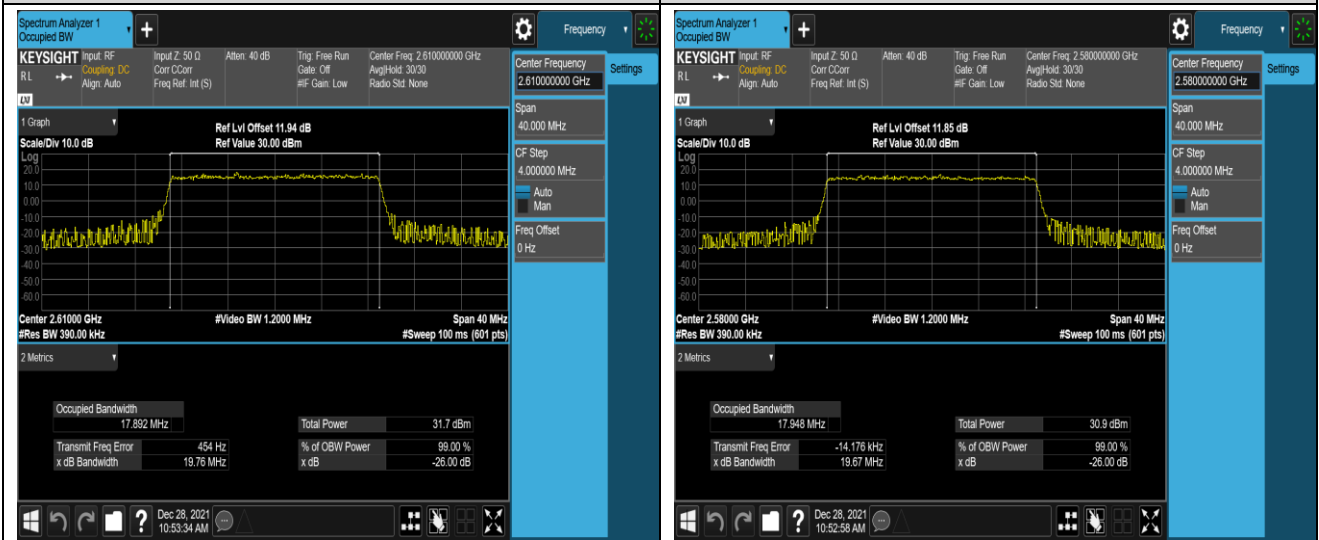 Spectrum Analyzer 1
Occupied BW
+
Frequency
KEYSIGHT Input: RF Input Z: 50 Ω Atten: 40 dB Trig: Free Run Center Freq: 2.610000000 GHz
Coupling: DC Corr CCorr Gate: Off Avg|Hold: 30/30
RL Align: Auto Freq Ref: Int (S) #IF Gain: Low Radio Std: None
LXI
Center Frequency
2.610000000 GHz
Settings
Span
40.000 MHz
CF Step
4.000000 MHz
Auto
Man
Freq Offset
0 Hz
1 Graph
Ref Lvl Offset 11.94 dB
Scale/Div 10.0 dB Ref Value 30.00 dBm
Log
20.0
10.0
0.00
-10.0
-20.0
-30.0
-40.0
-50.0
-60.0
Center 2.61000 GHz #Video BW 1.2000 MHz Span 40 MHz
#Res BW 390.00 kHz #Sweep 100 ms (601 pts)
2 Metrics
Occupied Bandwidth
17.892 MHz Total Power 31.7 dBm
Transmit Freq Error 454 Hz % of OBW Power 99.00 %
x dB Bandwidth 19.76 MHz x dB -26.00 dB
? Dec 28, 2021
10:53:34 AM
Spectrum Analyzer 1
Occupied BW
+
Frequency
KEYSIGHT Input: RF Input Z: 50 Ω Atten: 40 dB Trig: Free Run Center Freq: 2.580000000 GHz
Coupling: DC Corr CCorr Gate: Off Avg|Hold: 30/30
RL Align: Auto Freq Ref: Int (S) #IF Gain: Low Radio Std: None
LXI
Center Frequency
2.580000000 GHz
Settings
Span
40.000 MHz
CF Step
4.000000 MHz
Auto
Man
Freq Offset
0 Hz
1 Graph
Ref Lvl Offset 11.85 dB
Scale/Div 10.0 dB Ref Value 30.00 dBm
Log
20.0
10.0
0.00
-10.0
-20.0
-30.0
-40.0
-50.0
-60.0
Center 2.58000 GHz #Video BW 1.2000 MHz Span 40 MHz
#Res BW 390.00 kHz #Sweep 100 ms (601 pts)
2 Metrics
Occupied Bandwidth
17.948 MHz Total Power 30.9 dBm
Transmit Freq Error -14.176 kHz % of OBW Power 99.00 %
x dB Bandwidth 19.67 MHz x dB -26.00 dB
? Dec 28, 2021
10:52:58 AM